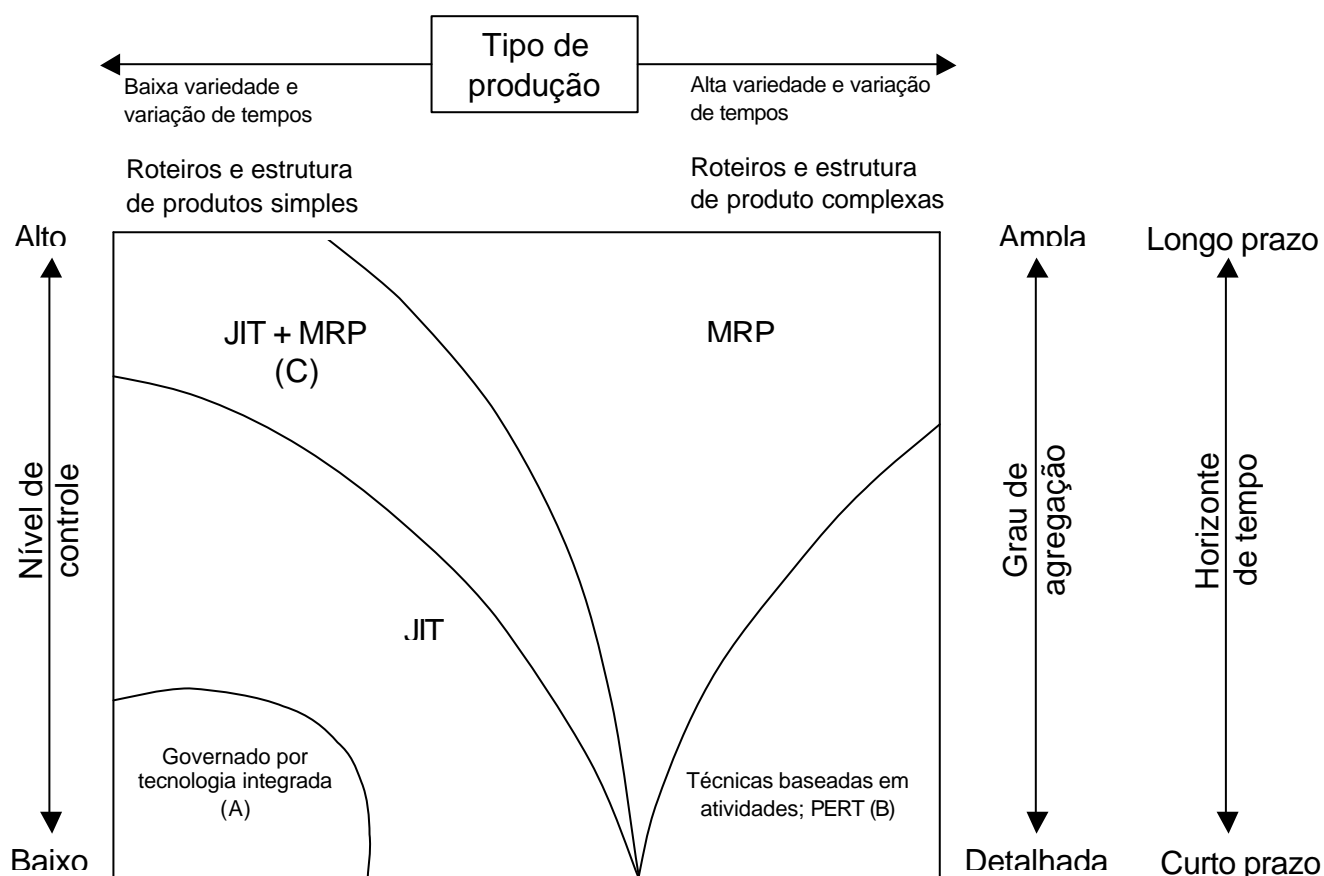 Tipo de
produção
Baixa variedade e
variação de tempos
Alta variedade e variação
de tempos
Roteiros e estrutura
de produtos simples
Roteiros e estrutura
de produto complexas
Alto
Ampla
Longo prazo
JIT + MRP
(C)
MRP
Nível de
controle
Grau de
agregação
Horizonte
de tempo
JIT
Governado por
tecnologia integrada
(A)
Técnicas baseadas em
atividades; PERT (B)
Baixo
Detalhada
Curto prazo